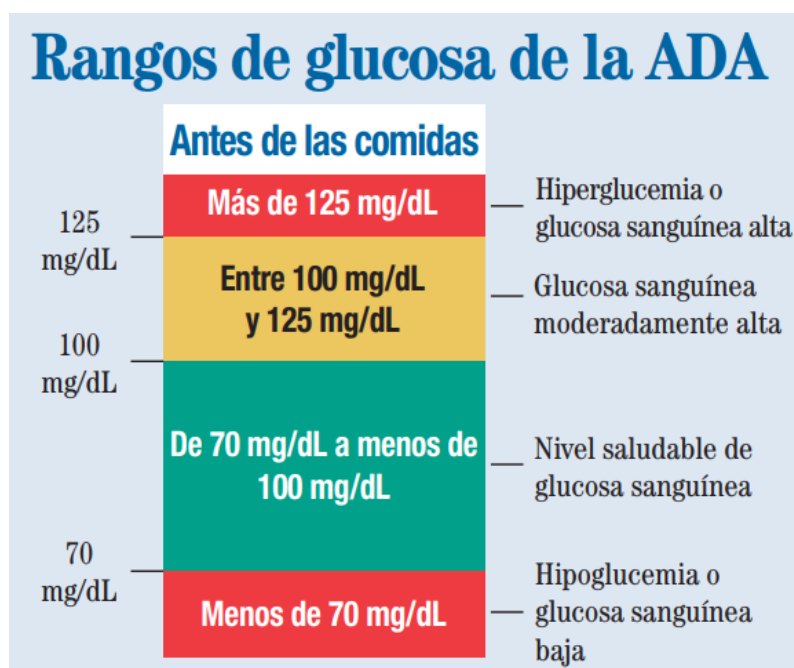 Rangos de glucosa de la ADA
Antes de las comidas
Más de 125 mg/dL
Hiperglucemia o
glucosa sanguínea alta
125
mg/dL
Entre 100 mg/dL
y 125 mg/dL
Glucosa sanguínea
moderadamente alta
100
mg/dL
De 70 mg/dL a menos de
100 mg/dL
Nivel saludable de
glucosa sanguínea
70
mg/dL
Menos de 70 mg/dL
Hipoglucemia o
glucosa sanguínea
baja